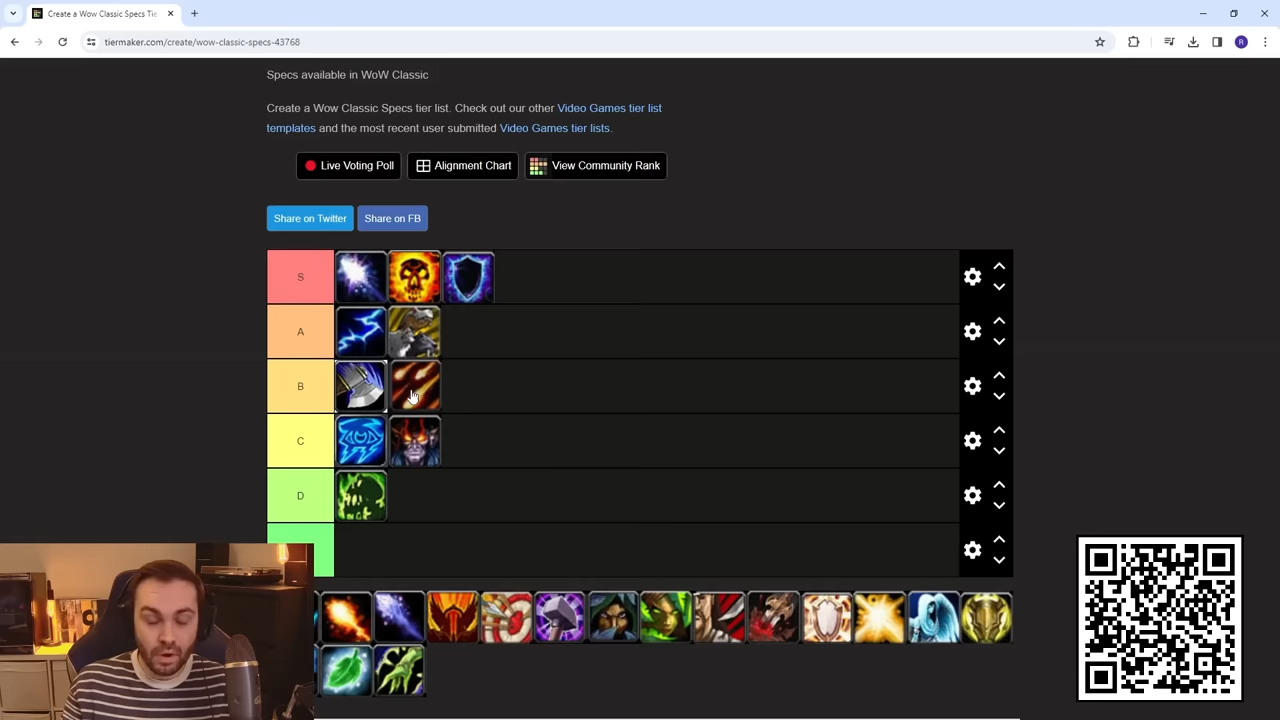 Create a Wow Classic Specs Tie
tiermaker.com/create/wow-classic-specs-43768
R
Specs available in WoW Classic
Create a Wow Classic Specs tier list. Check out our other Video Games tier list
templates and the most recent user submitted Video Games tier lists.
Live Voting Poll
Alignment Chart
View Community Rank
Share on Twitter
Share on FB
S
A
B
C
D